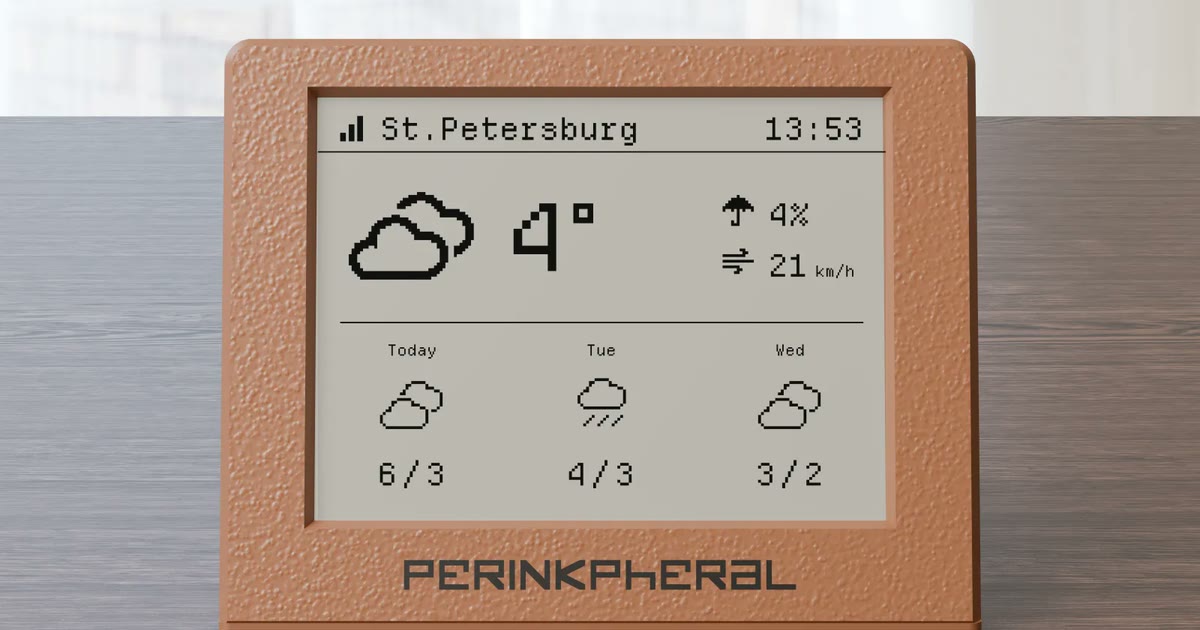 St.Petersburg 13:53
4°
4%
21 km/h
Today Tue Wed
6/3 4/3 3/2
PERINKPHERAL